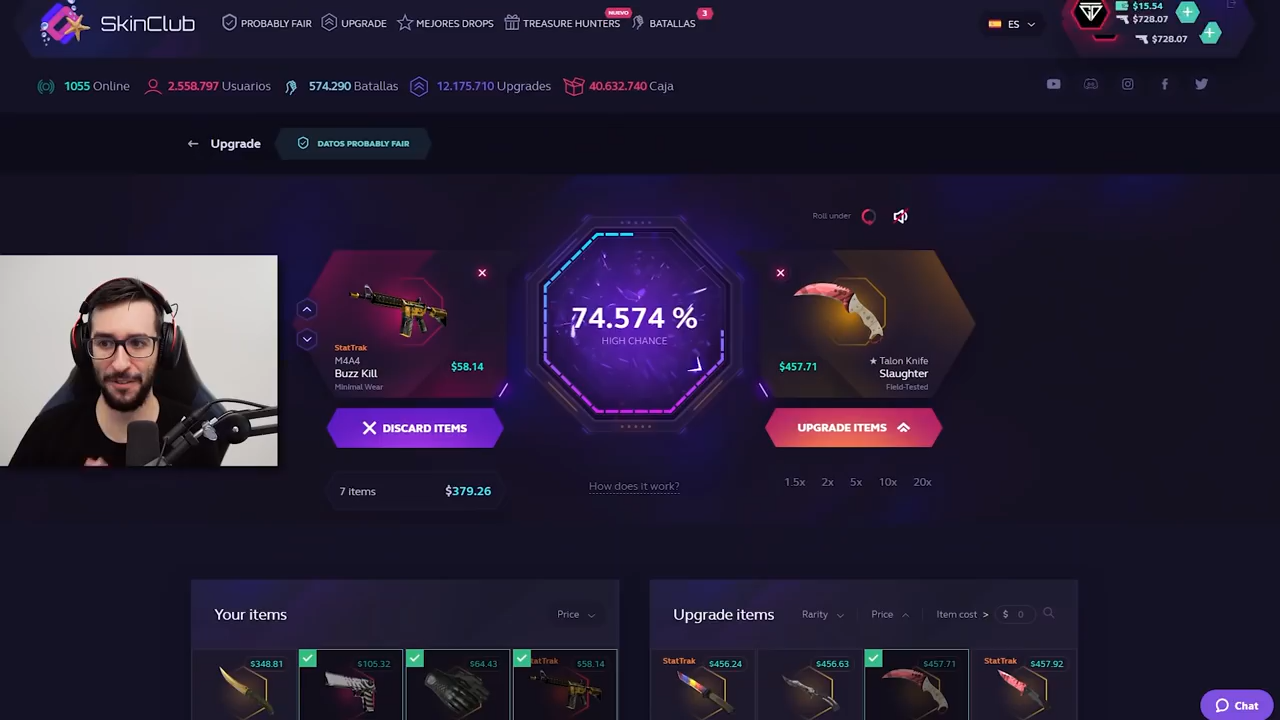 SKINCLUB
PROBABLY FAIR
UPGRADE
MEJORES DROPS
TREASURE HUNTERS
NUEVO
BATALLAS
3
ES
$15.54
$728.07
$728.07
1055 Online
2.558.797 Usuarios
574.290 Batallas
12.175.710 Upgrades
40.632.740 Caja
← Upgrade
DATOS PROBABLY FAIR
Roll under
StatTrak
M4A4
Buzz Kill
Minimal Wear
$58.14
74.574 %
HIGH CHANCE
$457.71
★ Talon Knife
Slaughter
Field-Tested
DISCARD ITEMS
UPGRADE ITEMS
7 items
$379.26
How does it work?
1.5x 2x 5x 10x 20x
Your items
Price
Upgrade items
Rarity
Price
Item cost > $ 0
$348.81
$105.32
$64.43
StatTrak
$58.14
StatTrak
$456.24
$456.63
$457.71
StatTrak
$457.92
Chat